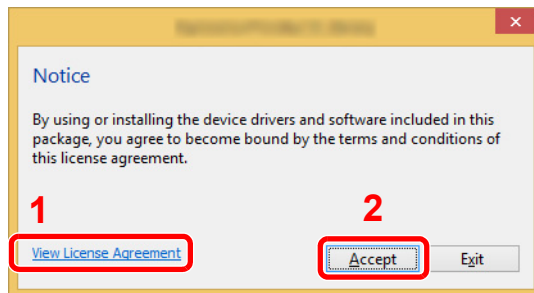 Notice
By using or installing the device drivers and software included in this
package, you agree to become bound by the terms and conditions of
this license agreement.
1
2
View License Agreement
Accept
Exit